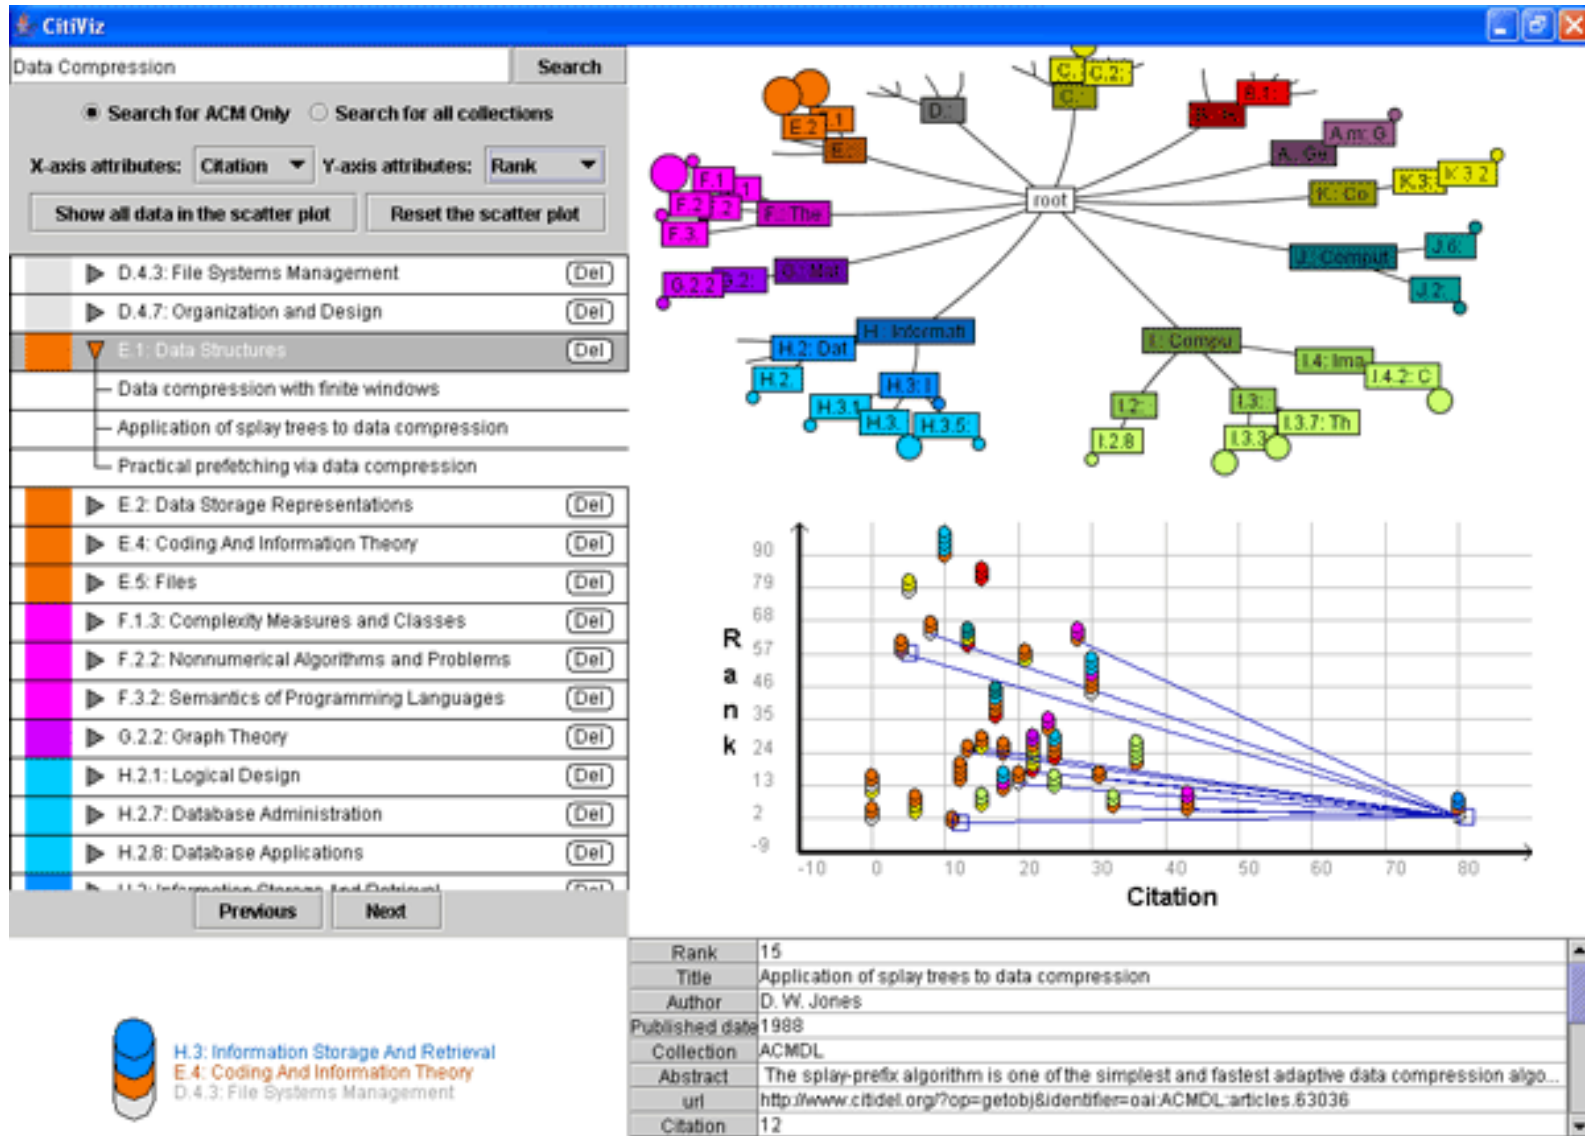 CitiViz
Data Compression
Search
Search for ACM Only
Search for all collections
X-axis attributes: Citation Y-axis attributes: Rank
Show all data in the scatter plot
Reset the scatter plot
D.4.3: File Systems Management Del
D.4.7: Organization and Design Del
E.1: Data Structures Del
Data compression with finite windows
Application of splay trees to data compression
Practical prefetching via data compression
E.2: Data Storage Representations Del
E.4: Coding And Information Theory Del
E.5: Files Del
F.1.3: Complexity Measures and Classes Del
F.2.2: Nonnumerical Algorithms and Problems Del
F.3.2: Semantics of Programming Languages Del
G.2.2: Graph Theory Del
H.2.1: Logical Design Del
H.2.7: Database Administration Del
H.2.8: Database Applications Del
H.3: Information Storage And Retrieval Del
Previous
Next
H.3: Information Storage And Retrieval
E.4: Coding And Information Theory
D.4.3: File Systems Management
root
C.:
C.2:
D.:
B.1:
A.m: G
A.: Ge
K.3.2
K.3:
K.: Co
J.6:
J.: Comput
J.2:
I.: Compu
I.4: Ima
I.4.2: C
I.2:
I.2.8
I.3:
I.3.7: Th
I.3.3
H.: Informati
H.2: Dat
H.2.
H.3: I
H.3.1
H.3.
H.3.5:
G.: Mat
G.2:
G.2.2
F.: The
F.1
F.2
F.3.
E.2
E.:
Rank
90
79
68
57
46
35
24
13
2
-9
-10 0 10 20 30 40 50 60 70 80
Citation
Rank 15
Title Application of splay trees to data compression
Author D. W. Jones
Published date 1988
Collection ACMDL
Abstract The splay-prefix algorithm is one of the simplest and fastest adaptive data compression algo...
url http://www.citidel.org/?op=getobj&identifier=oai:ACMDL:articles.63036
Citation 12